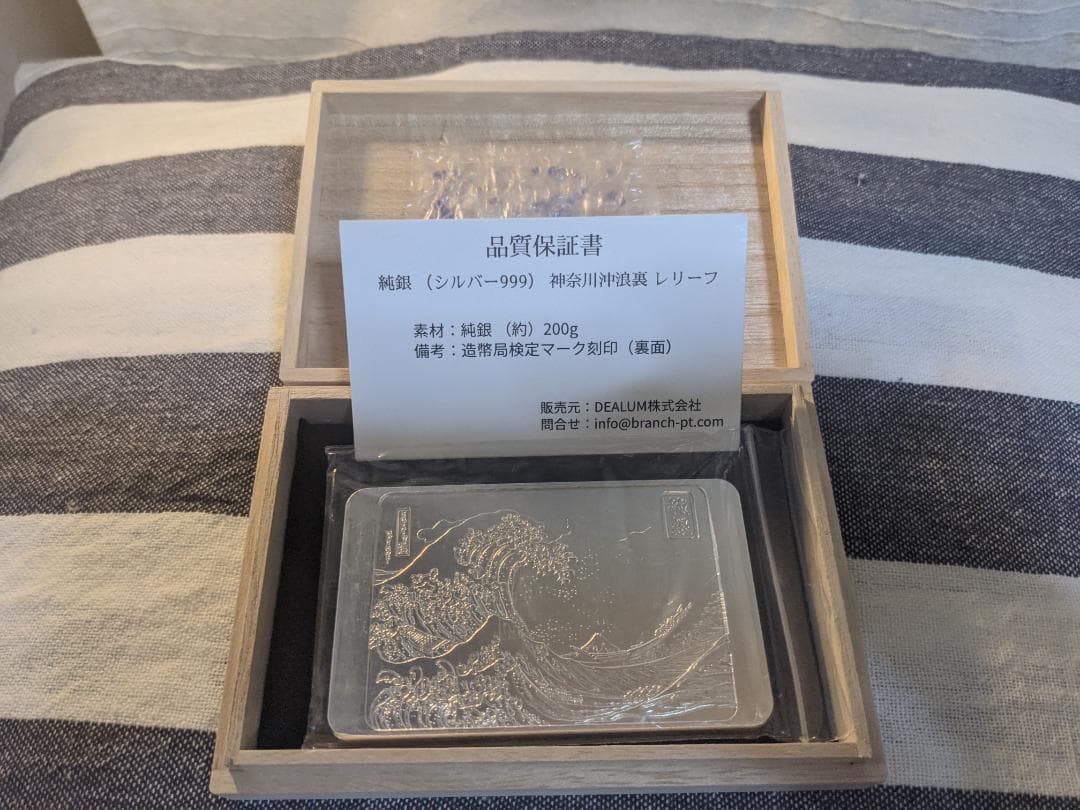 品質保証書
純銀 （シルバー999） 神奈川沖浪裏 レリーフ
素材：純銀 （約）200g
備考：造幣局検定マーク刻印（裏面）
販売元：DEALUM株式会社
問合せ：info@branch-pt.com